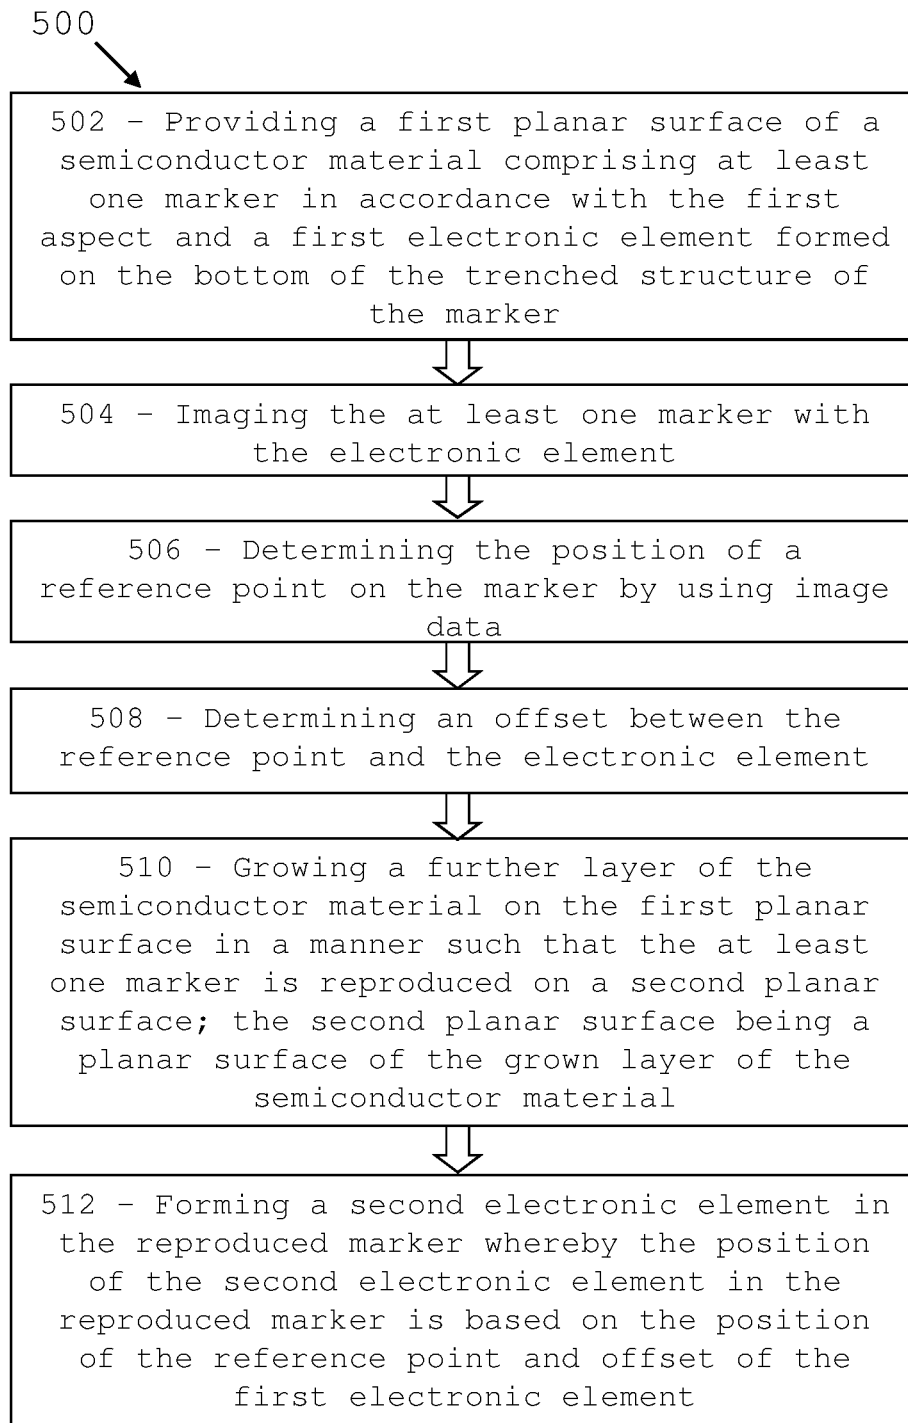 500
502 – Providing a first planar surface of a
semiconductor material comprising at least
one marker in accordance with the first
aspect and a first electronic element formed
on the bottom of the trenched structure of
the marker
504 – Imaging the at least one marker with
the electronic element
506 – Determining the position of a
reference point on the marker by using image
data
508 – Determining an offset between the
reference point and the electronic element
510 – Growing a further layer of the
semiconductor material on the first planar
surface in a manner such that the at least
one marker is reproduced on a second planar
surface; the second planar surface being a
planar surface of the grown layer of the
semiconductor material
512 – Forming a second electronic element in
the reproduced marker whereby the position
of the second electronic element in the
reproduced marker is based on the position
of the reference point and offset of the
first electronic element